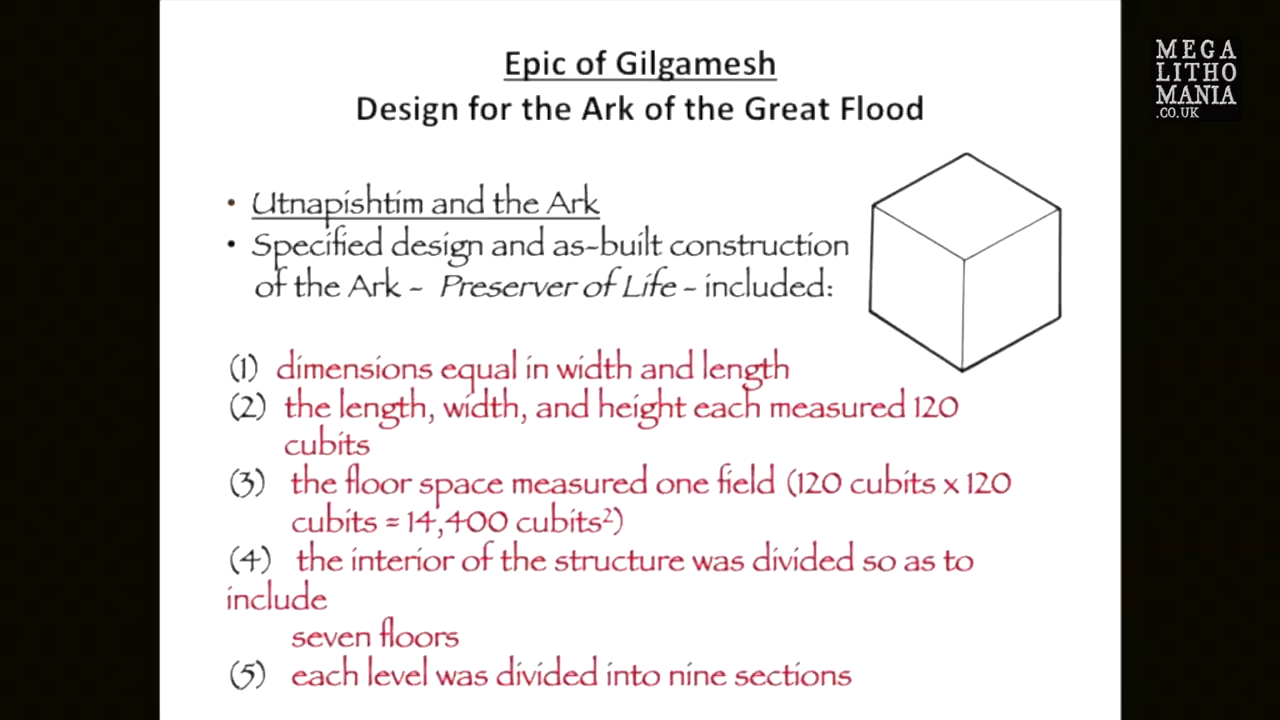 Epic of Gilgamesh
Design for the Ark of the Great Flood
MEGA
LITHO
MANIA
.CO.UK
• Utnapishtim and the Ark
• Specified design and as-built construction
of the Ark - Preserver of Life - included:
(1) dimensions equal in width and length
(2) the length, width, and height each measured 120
cubits
(3) the floor space measured one field (120 cubits x 120
cubits = 14,400 cubits²)
(4) the interior of the structure was divided so as to
include
seven floors
(5) each level was divided into nine sections